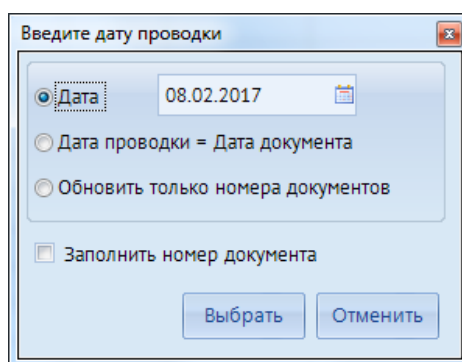 Введите дату проводки
Дата 08.02.2017
Дата проводки = Дата документа
Обновить только номера документов
Заполнить номер документа
Выбрать Отменить